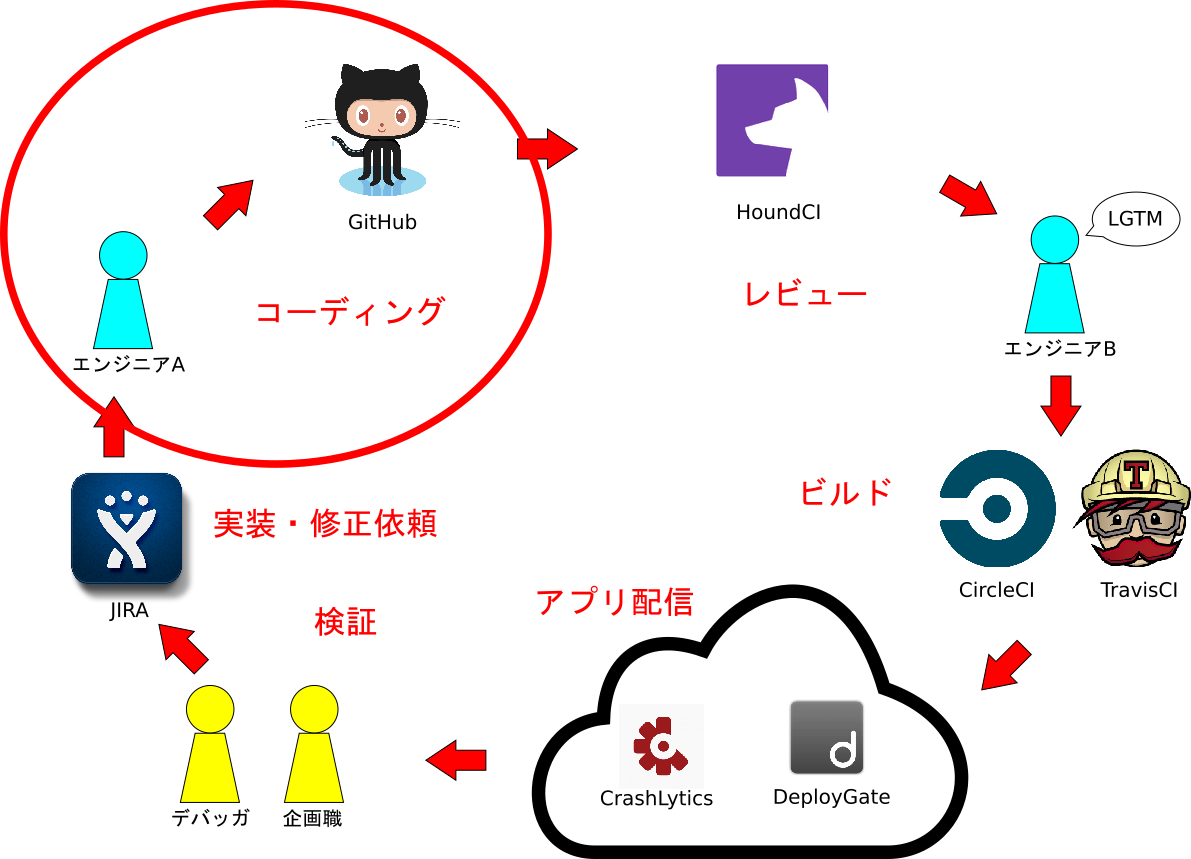 GitHub
HoundCI
LGTM
コーディング
レビュー
エンジニアA
エンジニアB
ビルド
実装・修正依頼
T
CircleCI
TravisCI
JIRA
検証
アプリ配信
d
CrashLytics
DeployGate
デバッガ
企画職